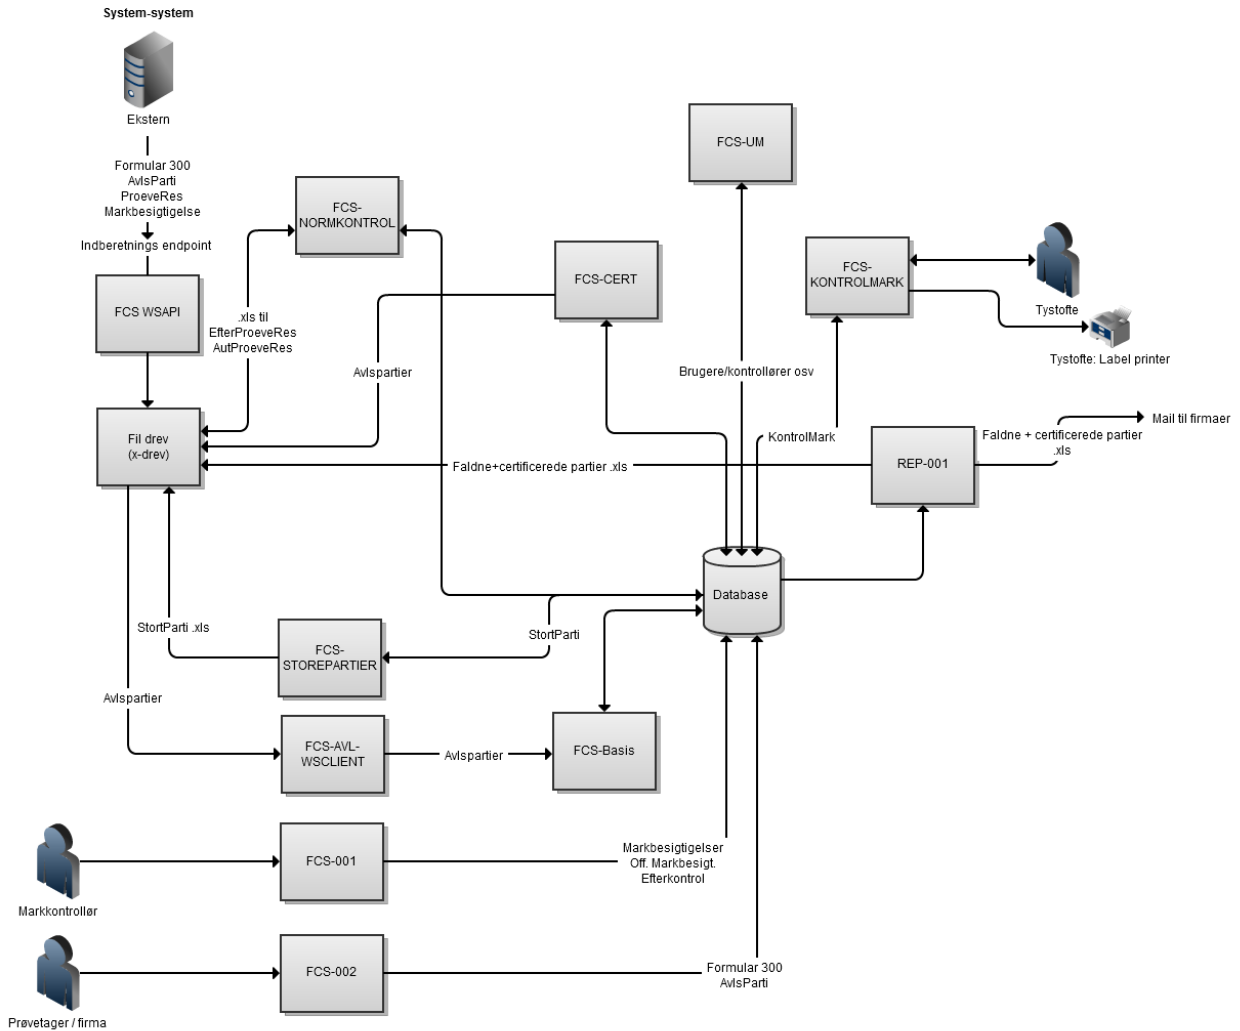 System-system
Ekstern
Formular 300
AvlsParti
ProeveRes
Markbesigtigelse
Indberetnings endpoint
FCS WSAPI
FCS-
NORMKONTROL
FCS-UM
FCS-CERT
FCS-
KONTROLMARK
Tystofte
Tystofte: Label printer
.xls til
EfterProeveRes
AutProeveRes
Avlspartier
Brugere/kontrollører osv
Fil drev
(x-drev)
KontrolMark
Mail til firmaer
Faldne + certificerede partier
.xls
Faldne+certificerede partier .xls
REP-001
Database
StortParti .xls
FCS-
STOREPARTIER
StortParti
Avlspartier
FCS-AVL-
WSCLIENT
Avlspartier
FCS-Basis
Markkontrollør
FCS-001
Markbesigtigelser
Off. Markbesigt.
Efterkontrol
Prøvetager / firma
FCS-002
Formular 300
AvlsParti